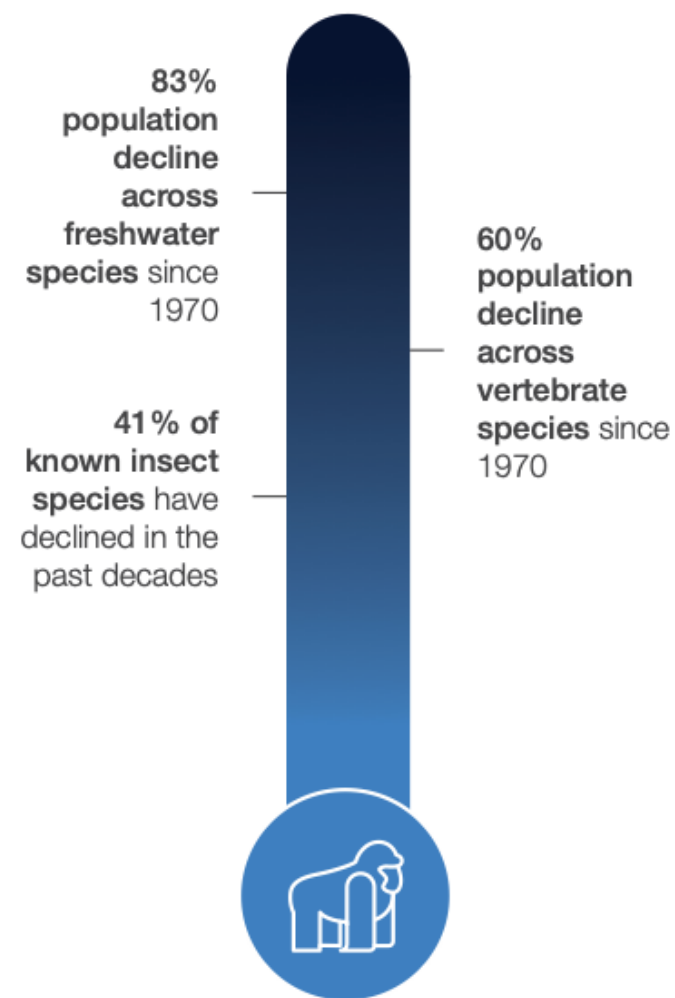 83%
population
decline
across
freshwater
species since
1970
60%
population
decline
across
vertebrate
species since
1970
41% of
known insect
species have
declined in the
past decades